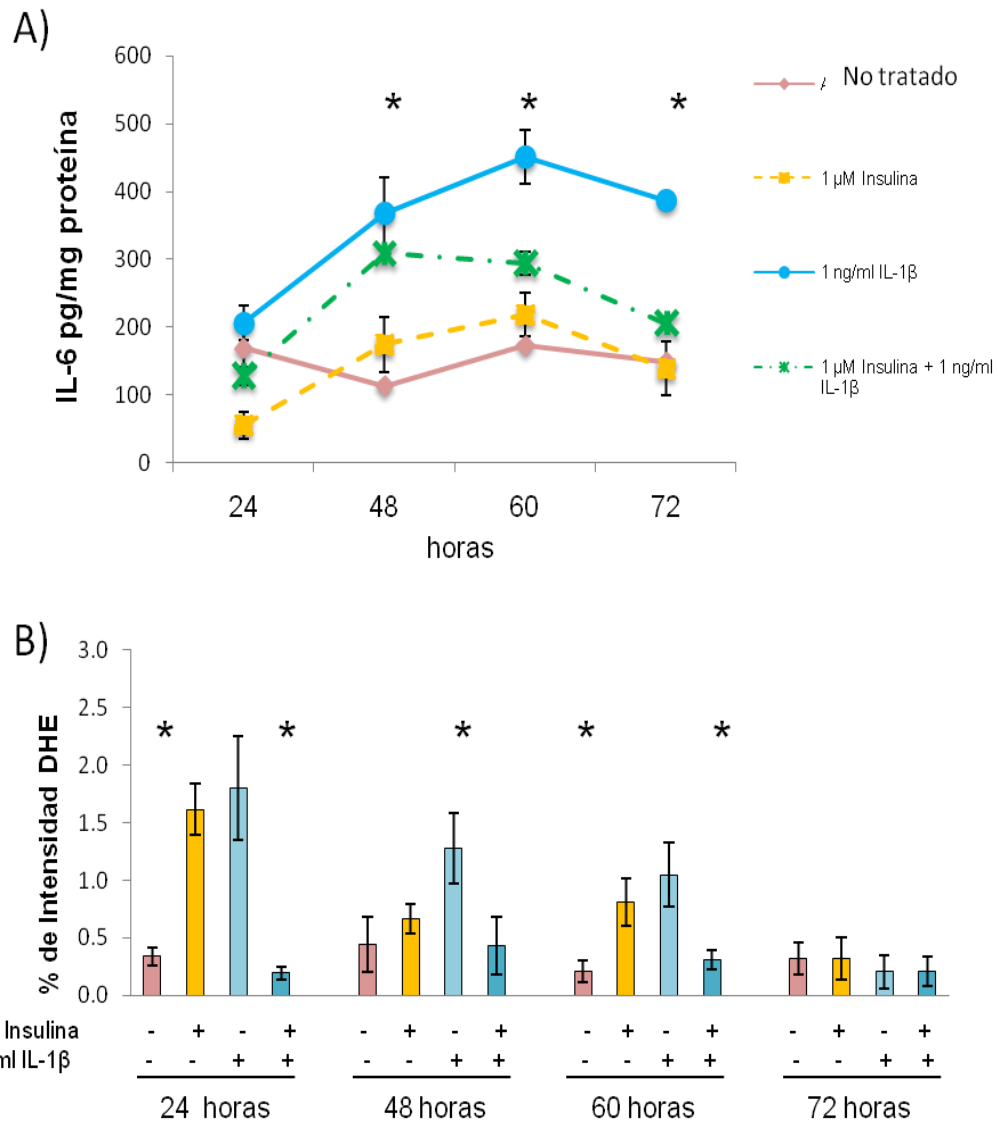 A)
600
500
400
300
200
100
0
IL-6 pg/mg proteína
* * *
24 48 60 72
horas
No tratado
1 µM Insulina
1 ng/ml IL-1β
1 µM Insulina + 1 ng/ml
IL-1β
B)
3.0
2.5
2.0
1.5
1.0
0.5
0.0
% de Intensidad DHE
* * * * *
Insulina - + - + - + - + - + - + - + - +
ml IL-1β - - + + - - + + - - + + - - + +
24 horas 48 horas 60 horas 72 horas